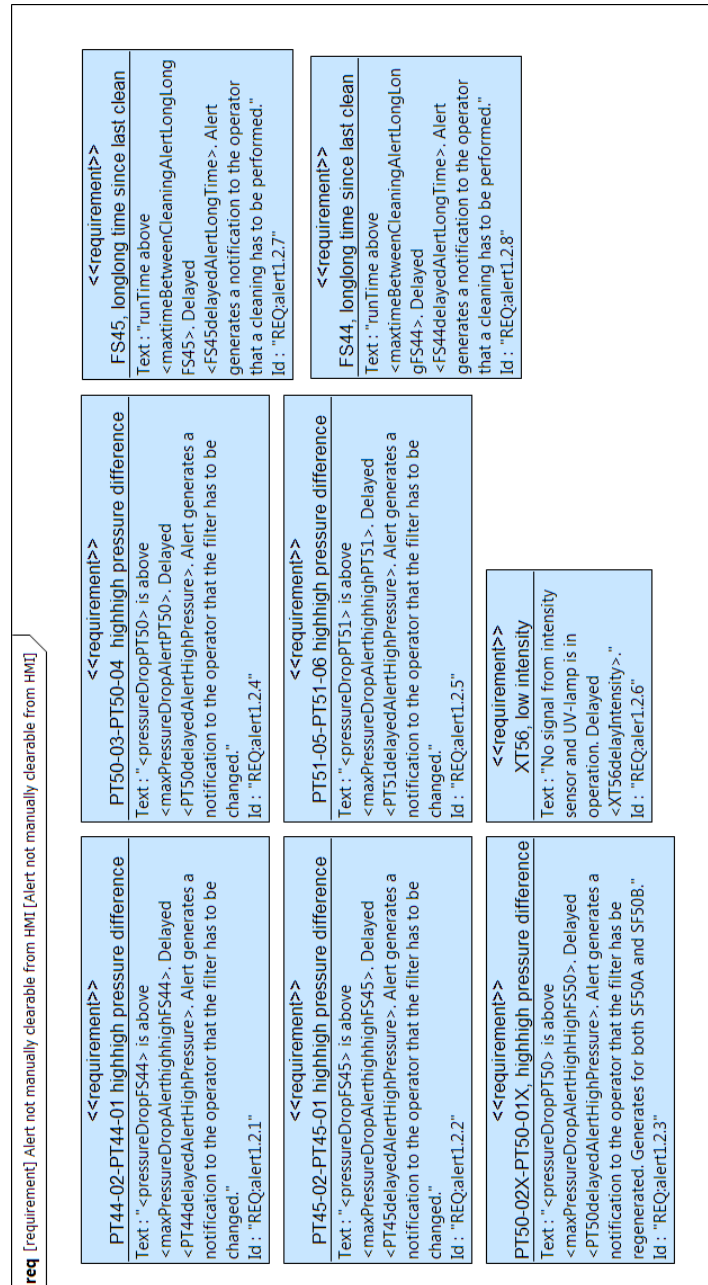 req [requirement] Alert not manually clearable from HMI [Alert not manually clearable from HMI]
<<requirement>>
PT44-02-PT44-01 highhigh pressure difference
Text : "<pressureDropFS44> is above
<maxPressureDropAlerthighhighFS44>. Delayed
<PT44delayedAlertHighPressure>. Alert generates a
notification to the operator that the filter has to be
changed."
Id : "REQ:alert1.2.1"
<<requirement>>
PT50-03-PT50-04 highhigh pressure difference
Text : "<pressureDropPT50> is above
<maxPressureDropAlertPT50>. Delayed
<PT50delayedAlertHighPressure>. Alert generates a
notification to the operator that the filter has to be
changed."
Id : "REQ:alert1.2.4"
<<requirement>>
FS45, longlong time since last clean
Text : "runTime above
<maxtimeBetweenCleaningAlertLongLong
FS45>. Delayed
<FS45delayedAlertLongTime>. Alert
generates a notification to the operator
that a cleaning has to be performed."
Id : "REQ:alert1.2.7"
<<requirement>>
PT45-02-PT45-01 highhigh pressure difference
Text : "<pressureDropFS45> is above
<maxPressureDropAlerthighhighFS45>. Delayed
<PT45delayedAlertHighPressure>. Alert generates a
notification to the operator that the filter has to be
changed."
Id : "REQ:alert1.2.2"
<<requirement>>
PT51-05-PT51-06 highhigh pressure difference
Text : "<pressureDropPT51> is above
<maxPressureDropAlerthighhighPT51>. Delayed
<PT51delayedAlertHighPressure>. Alert generates a
notification to the operator that the filter has to be
changed."
Id : "REQ:alert1.2.5"
<<requirement>>
FS44, longlong time since last clean
Text : "runTime above
<maxtimeBetweenCleaningAlertLongLon
gFS44>. Delayed
<FS44delayedAlertLongTime>. Alert
generates a notification to the operator
that a cleaning has to be performed."
Id : "REQ:alert1.2.8"
<<requirement>>
PT50-02X-PT50-01X, highhigh pressure difference
Text : "<pressureDropPT50> is above
<maxPressureDropAlertHighHighFS50>. Delayed
<PT50delayedAlertHighPressure>. Alert generates a
notification to the operator that the filter has be
regenerated. Generates for both SF50A and SF50B."
Id : "REQ:alert1.2.3"
<<requirement>>
XT56, low intensity
Text : "No signal from intensity
sensor and UV-lamp is in
operation. Delayed
<XT56delayIntensity>."
Id : "REQ:alert1.2.6"